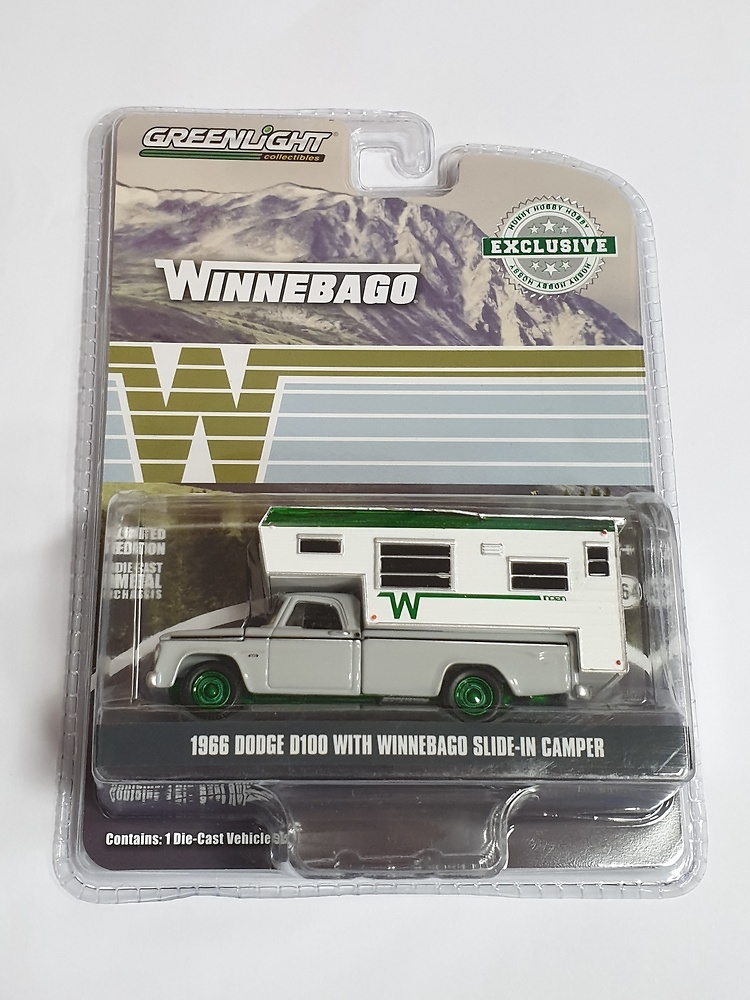 GREENLIGHT
collectibles
HOBBY HOBBY HOBBY
EXCLUSIVE
HOBBY HOBBY HOBBY
WINNEBAGO
W
LIMITED
EDITION
DIE-CAST
METAL
CHASSIS
W
1966 DODGE D100 WITH WINNEBAGO SLIDE-IN CAMPER
Contains: 1 Die-Cast Vehicle